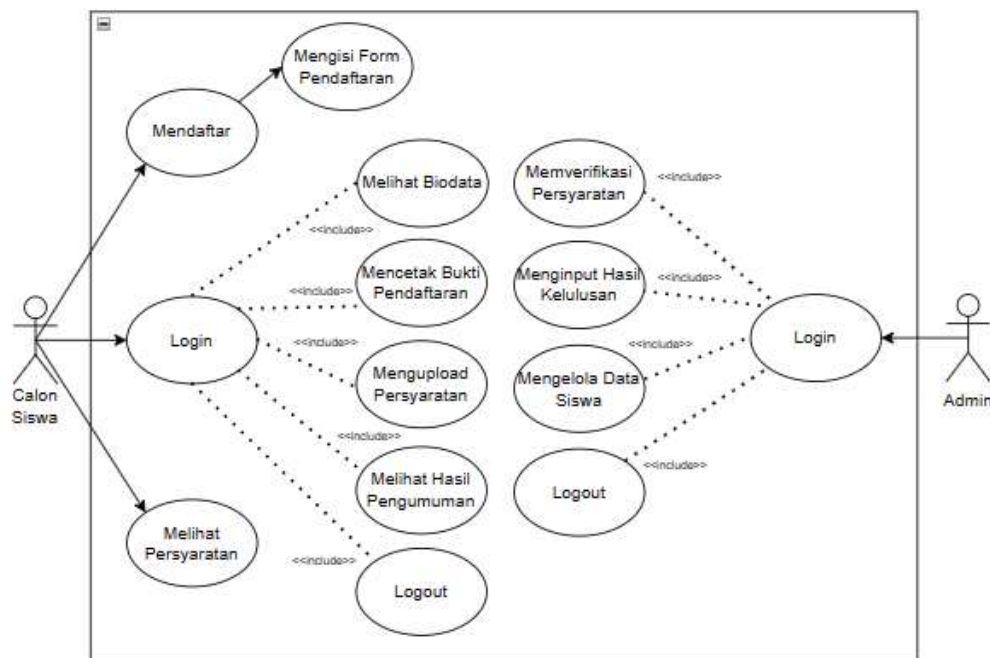 Mengisi Form
Pendaftaran
Mendaftar
Melihat Biodata
Memverifikasi
Persyaratan
<<include>>
<<include>>
Mencetak Bukti
Pendaftaran
<<include>>
Menginput Hasil
Kelulusan
<<include>>
Login
Login
<<include>>
<<include>>
Mengupload
Persyaratan
Mengelola Data
Siswa
Calon
Siswa
Admin
<<include>>
Melihat Hasil
Pengumuman
<<include>>
Logout
Melihat
Persyaratan
<<include>>
Logout